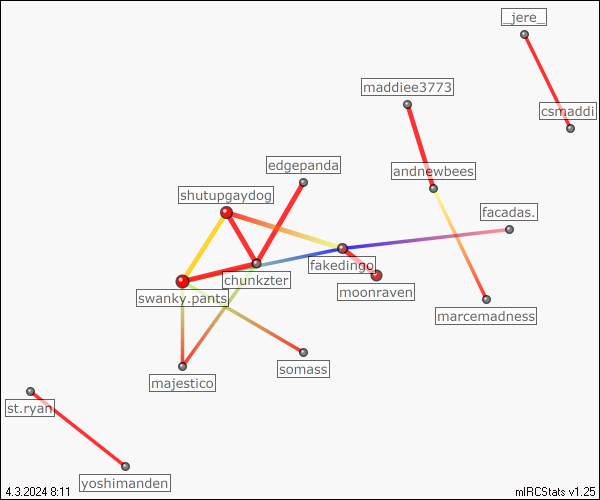 _jere_
maddiee3773
csmaddi
edgepanda
andnewbees
shutupgaydog
facadas.
fakedingo
chunkzter
moonraven
swanky.pants
marcemadness
somass
majestico
st.ryan
yoshimanden
4.3.2024 8:11
mIRCStats v1.25